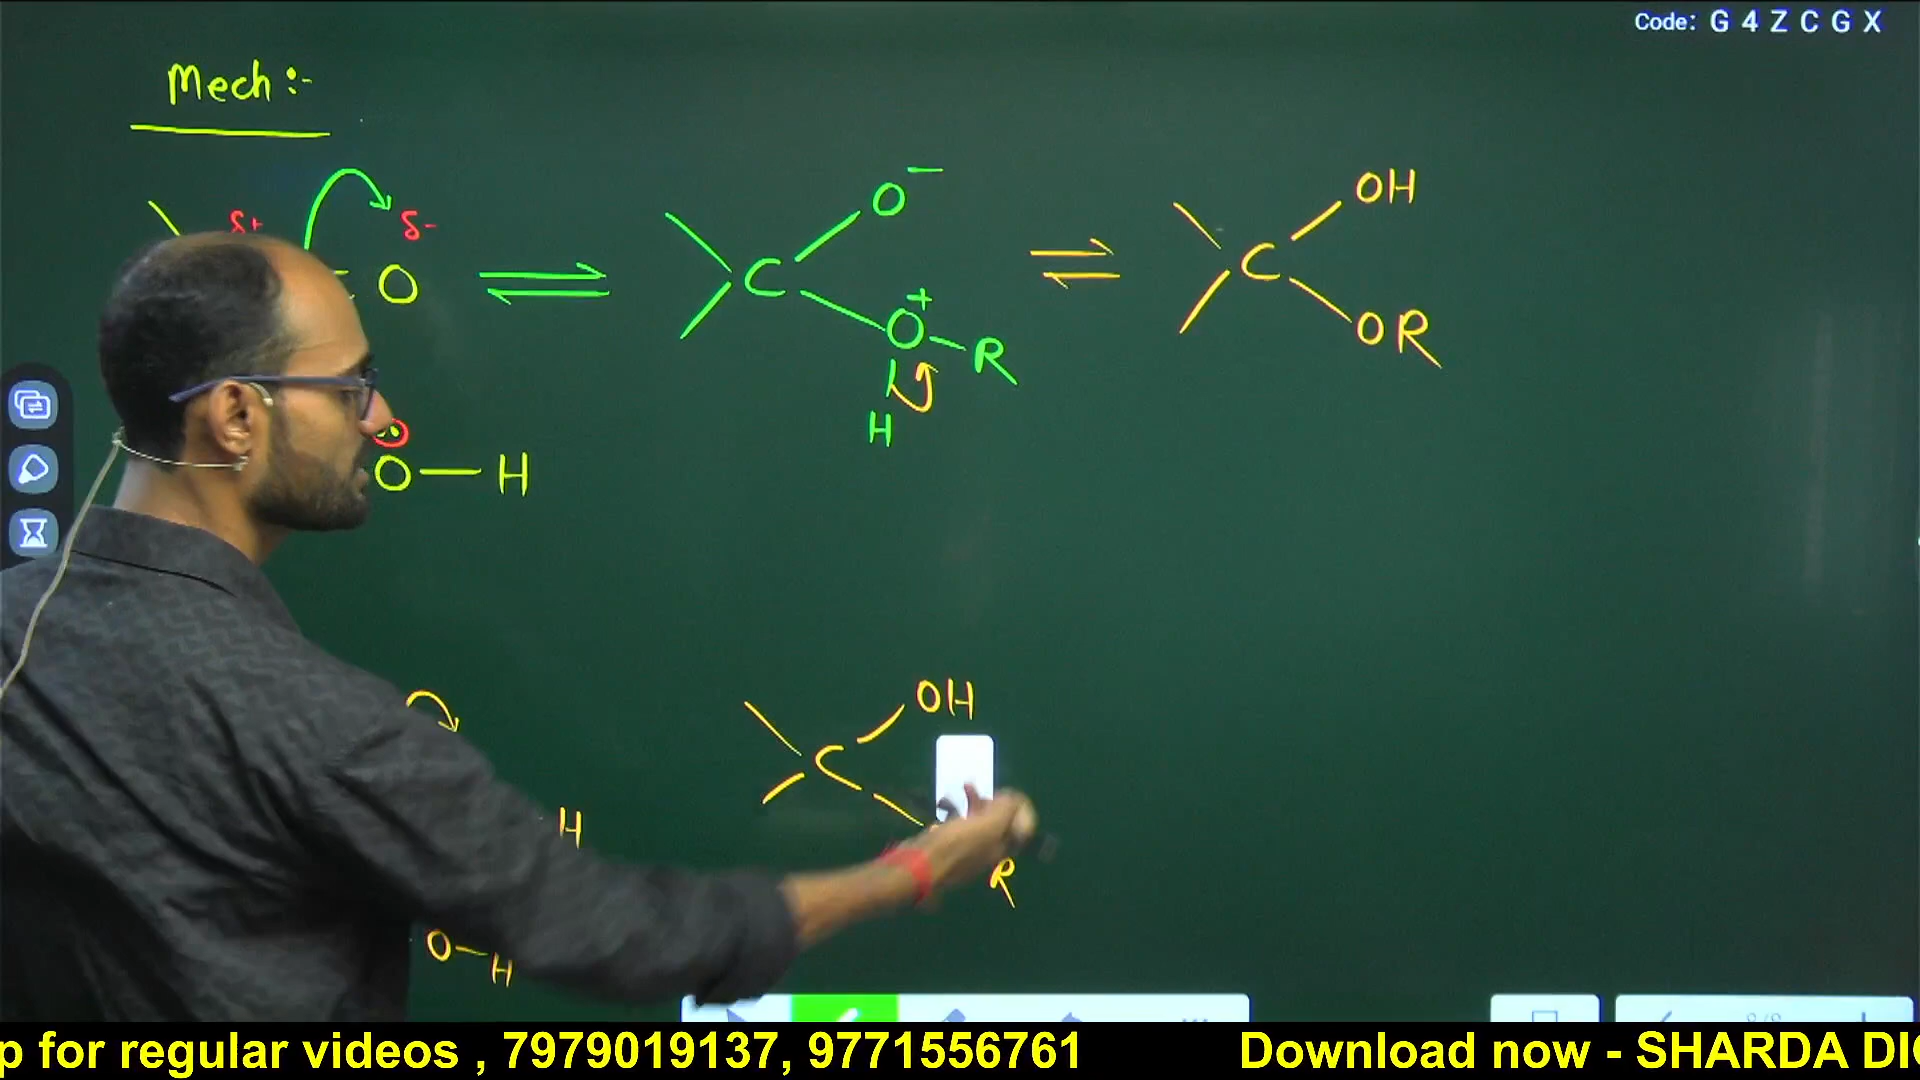 Code: G 4 Z C G X
Mech :-
δ+ δ-
O
O — H
C O⁻
O⁺ – R
H
C OH
OR
C OH
R
H
O–H
p for regular videos , 7979019137, 9771556761 Download now - SHARDA DI